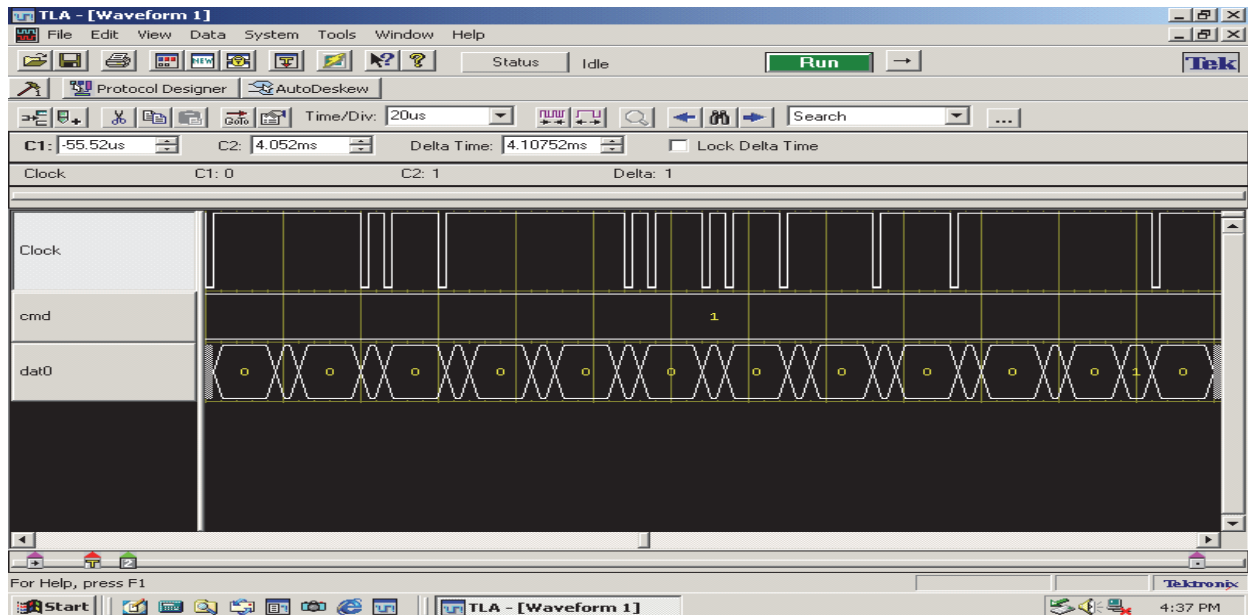 TLA - [Waveform 1]
File Edit View Data System Tools Window Help
NEW Status Idle Run Tek
Protocol Designer AutoDeskew
Goto Time/Div: 20us Search ...
C1: -55.52us C2: 4.052ms Delta Time: 4.10752ms Lock Delta Time
Clock C1: 0 C2: 1 Delta: 1
Clock
cmd 1
dat0 0 0 0 0 0 0 0 0 0 0 0 1 0
T 2
For Help, press F1 Tektronix
Start TLA - [Waveform 1] 4:37 PM